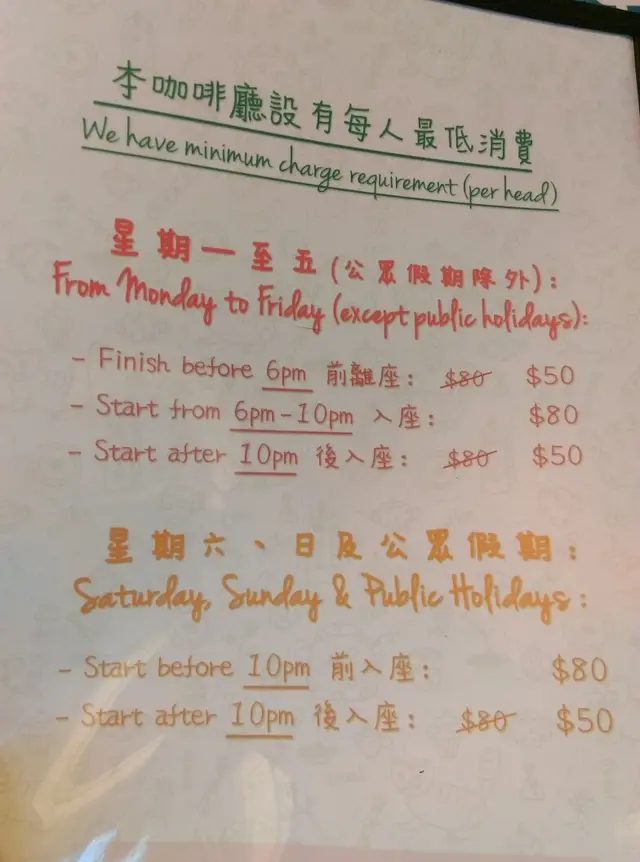 李咖啡廳設有每人最低消費
We have minimum charge requirement (per head)
星期一至五 (公眾假期除外) :
From Monday to Friday (except public holidays):
- Finish before 6pm 前離座 : $80 $50
- Start from 6pm - 10pm 入座 : $80
- Start after 10pm 後入座 : $80 $50
星期六、日及公眾假期 :
Saturday, Sunday & Public Holidays :
- Start before 10pm 前入座 : $80
- Start after 10pm 後入座 : $80 $50